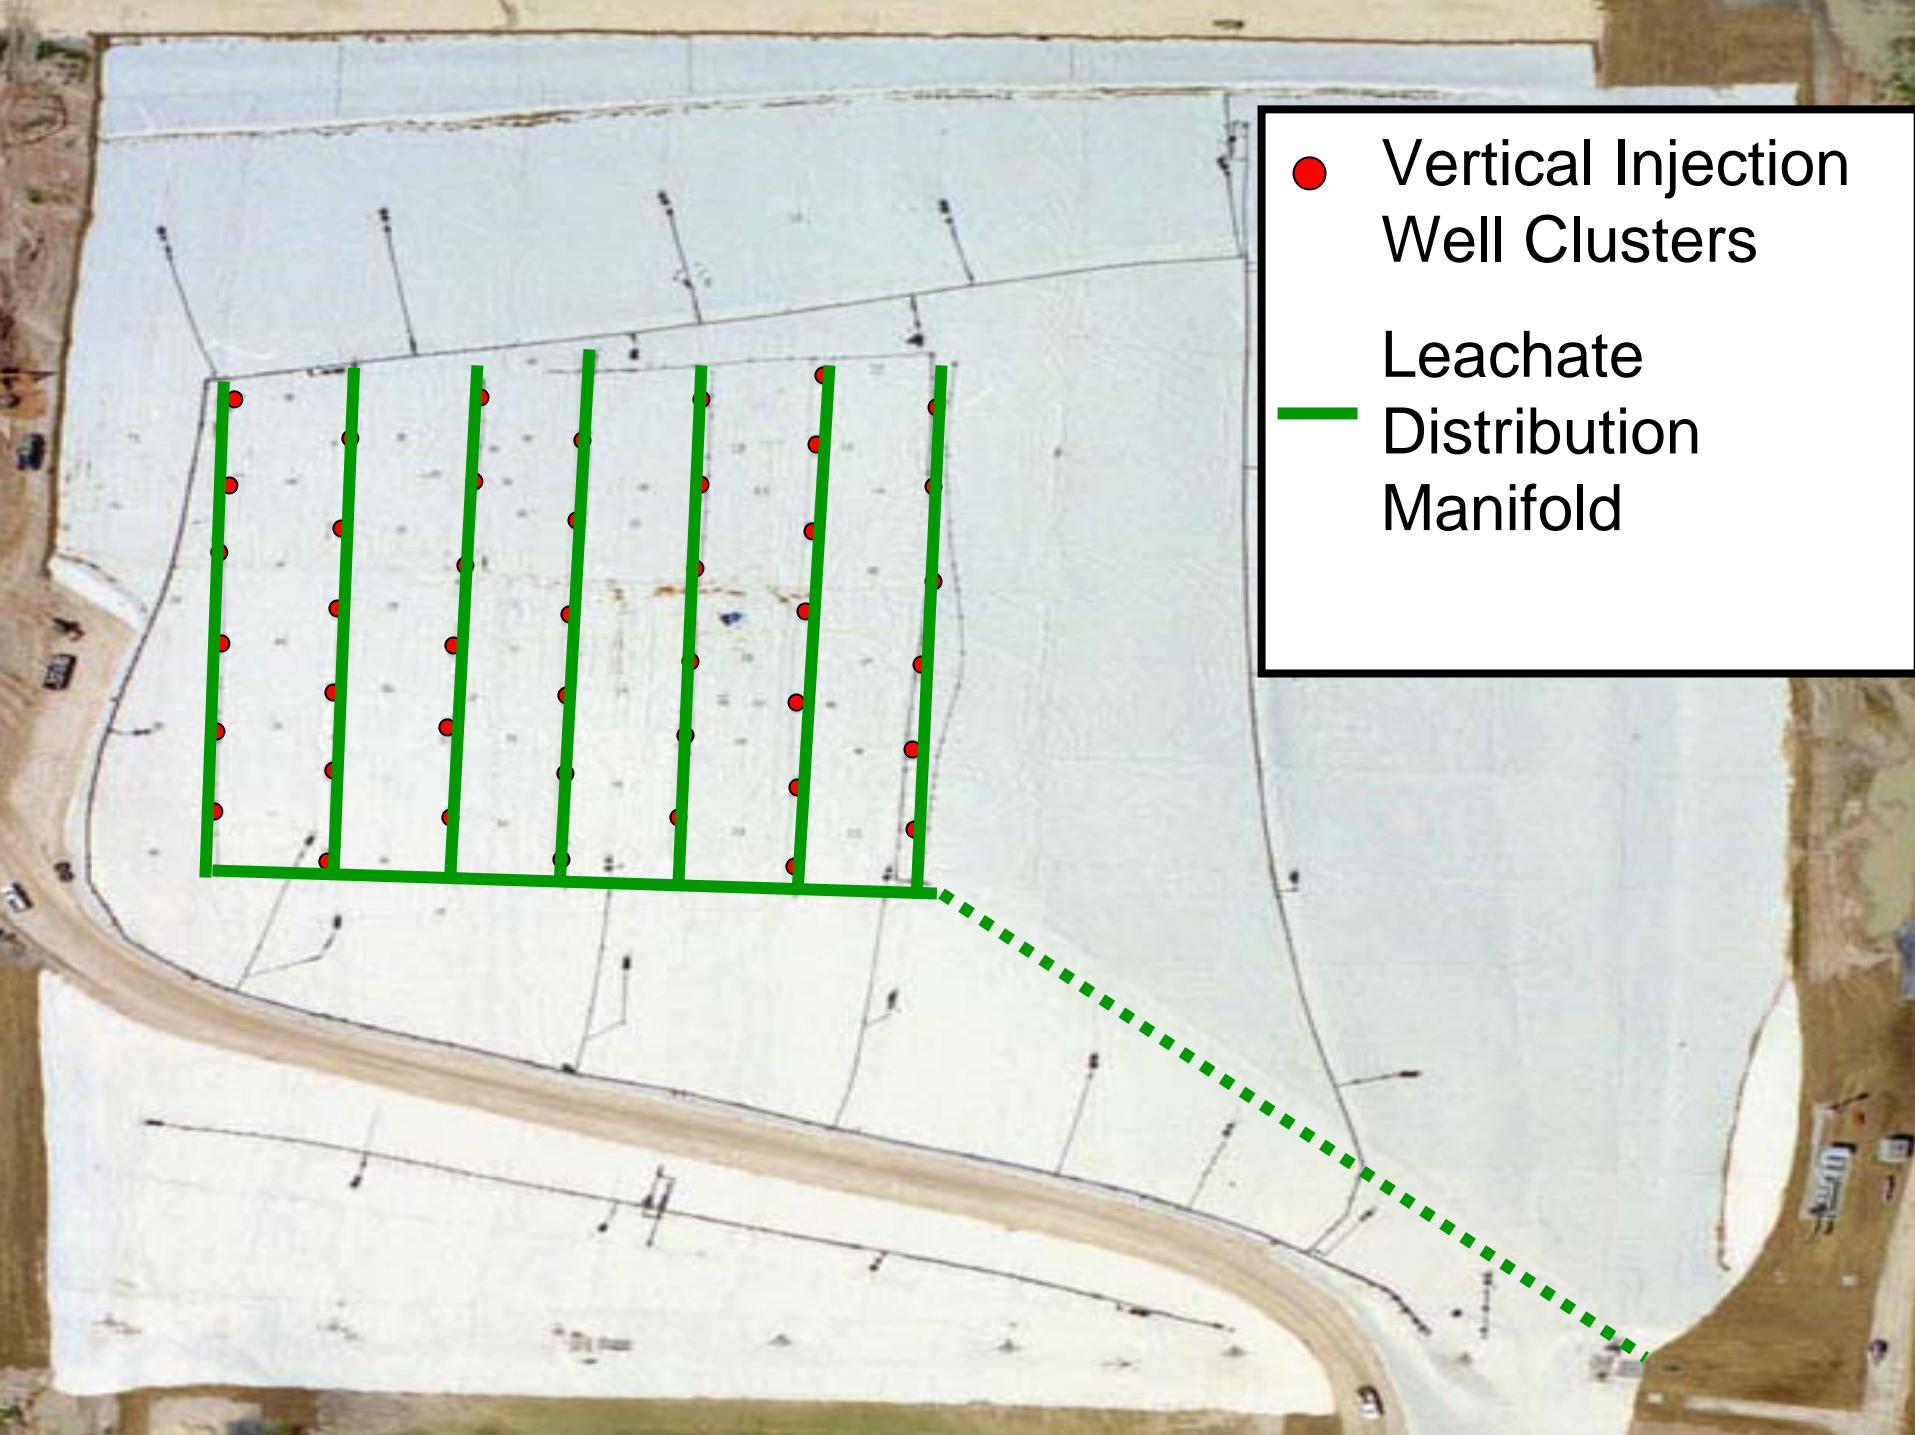 Vertical Injection
Well Clusters
Leachate
Distribution
Manifold